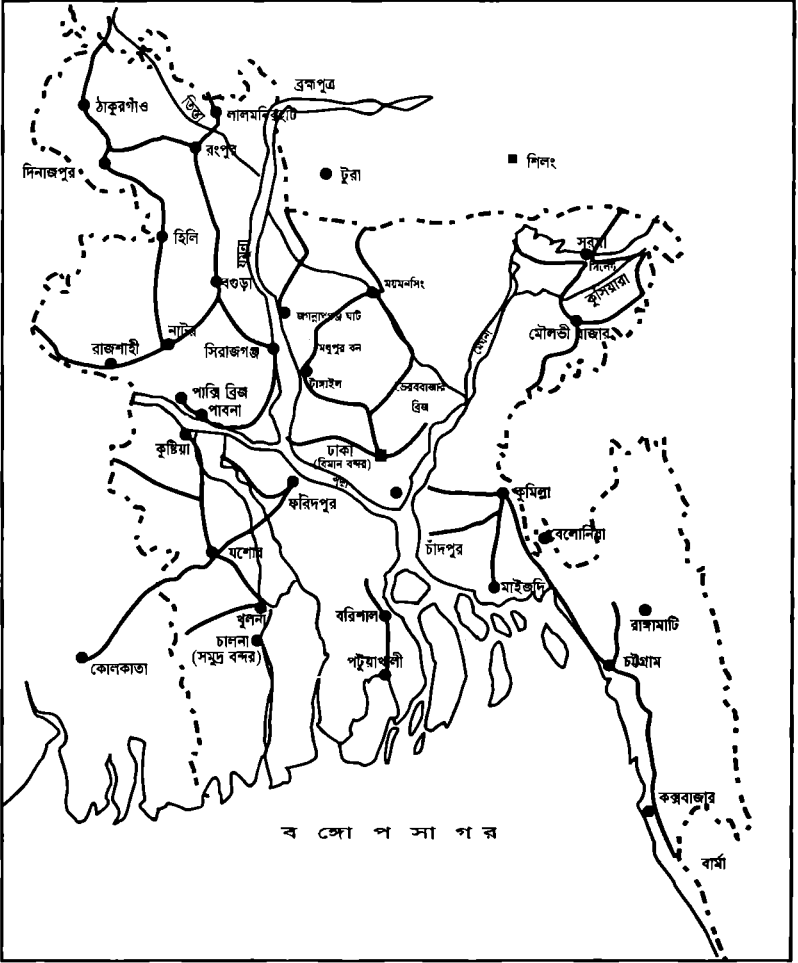 ব্রহ্মপুত্র
ঠাকুরগাঁও
তিস্তা
লালমনিরহাট
রংপুর
শিলং
দিনাজপুর
টুরা
হিলি
যমুনা
সুরমা
সিলেট
বগুড়া
ময়মনসিং
কুসিয়ারা
জগন্নাথগঞ্জ ঘাট
নাটোর
মৌলভী বাজার
মেঘনা
রাজশাহী
সিরাজগঞ্জ
মধুপুর বন
টাঙ্গাইল
ভৈরববাজার
ব্রিজ
পাক্সি ব্রিজ
পাবনা
কুষ্টিয়া
ঢাকা
(বিমান বন্দর)
পদ্মা
ফরিদপুর
কুমিল্লা
বেলোনিয়া
চাঁদপুর
যশোর
মাইজদি
খুলনা
বরিশাল
রাঙ্গামাটি
চালনা
(সমুদ্র বন্দর)
কোলকাতা
পটুয়াখালী
চট্টগ্রাম
কক্সবাজার
ব ঙ্গো প সা গ র
বার্মা